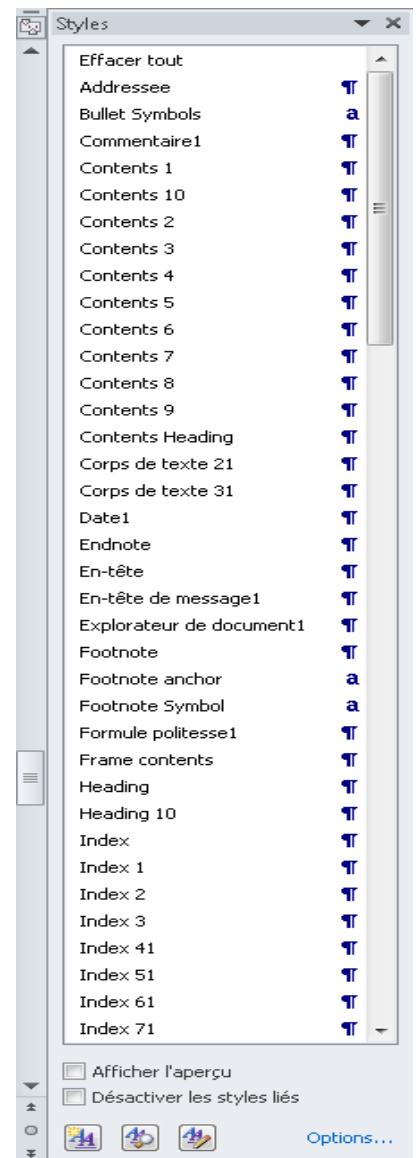 Styles
Effacer tout
Addressee ¶
Bullet Symbols a
Commentaire1 ¶
Contents 1 ¶
Contents 10 ¶
Contents 2 ¶
Contents 3 ¶
Contents 4 ¶
Contents 5 ¶
Contents 6 ¶
Contents 7 ¶
Contents 8 ¶
Contents 9 ¶
Contents Heading ¶
Corps de texte 21 ¶
Corps de texte 31 ¶
Date1 ¶
Endnote ¶
En-tête ¶
En-tête de message1 ¶
Explorateur de document1 ¶
Footnote ¶
Footnote anchor a
Footnote Symbol a
Formule politesse1 ¶
Frame contents ¶
Heading ¶
Heading 10 ¶
Index ¶
Index 1 ¶
Index 2 ¶
Index 3 ¶
Index 41 ¶
Index 51 ¶
Index 61 ¶
Index 71 ¶
Afficher l'aperçu
Désactiver les styles liés
Options...